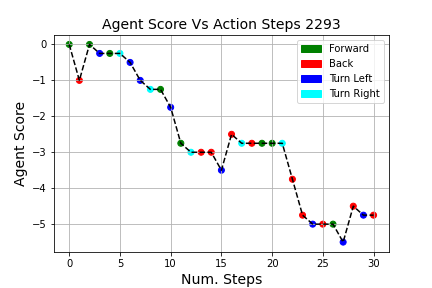 Agent Score Vs Action Steps 2293
Agent Score
0
−1
−2
−3
−4
−5
Forward
Back
Turn Left
Turn Right
0 5 10 15 20 25 30
Num. Steps